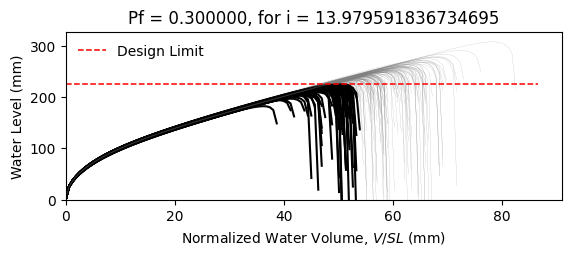 Pf = 0.300000, for i = 13.979591836734695
Water Level (mm)
300
200
100
0
Design Limit
0 20 40 60 80
Normalized Water Volume, V/SL (mm)